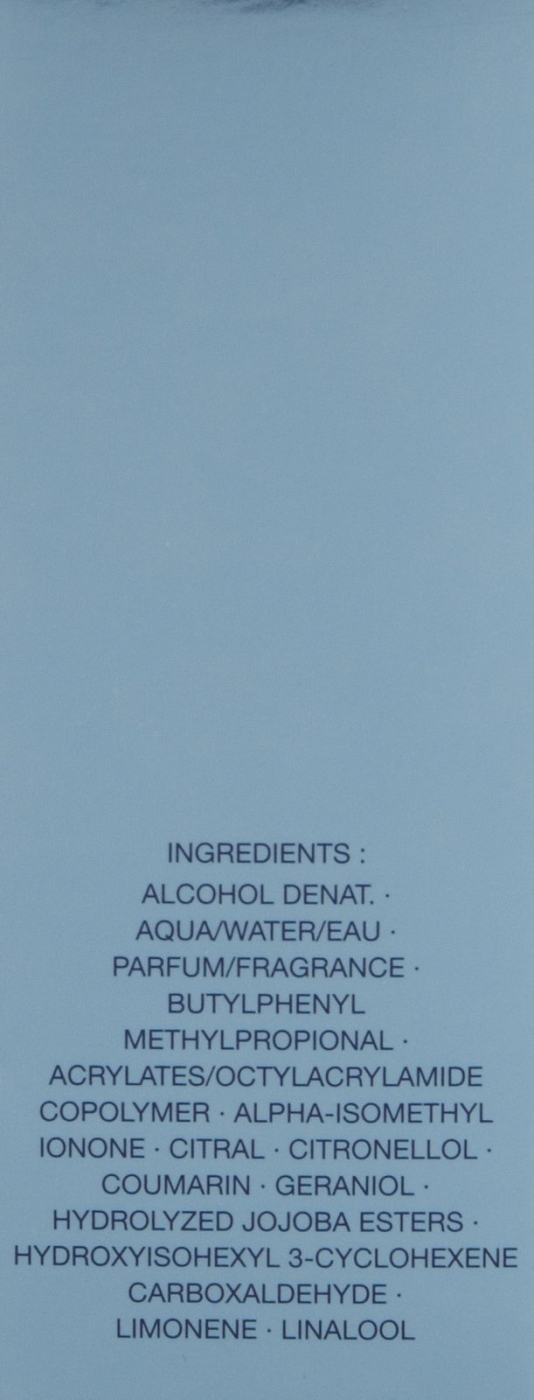 INGREDIENTS :
ALCOHOL DENAT. ·
AQUA/WATER/EAU ·
PARFUM/FRAGRANCE ·
BUTYLPHENYL
METHYLPROPIONAL ·
ACRYLATES/OCTYLACRYLAMIDE
COPOLYMER · ALPHA-ISOMETHYL
IONONE · CITRAL · CITRONELLOL ·
COUMARIN · GERANIOL ·
HYDROLYZED JOJOBA ESTERS ·
HYDROXYISOHEXYL 3-CYCLOHEXENE
CARBOXALDEHYDE ·
LIMONENE · LINALOOL